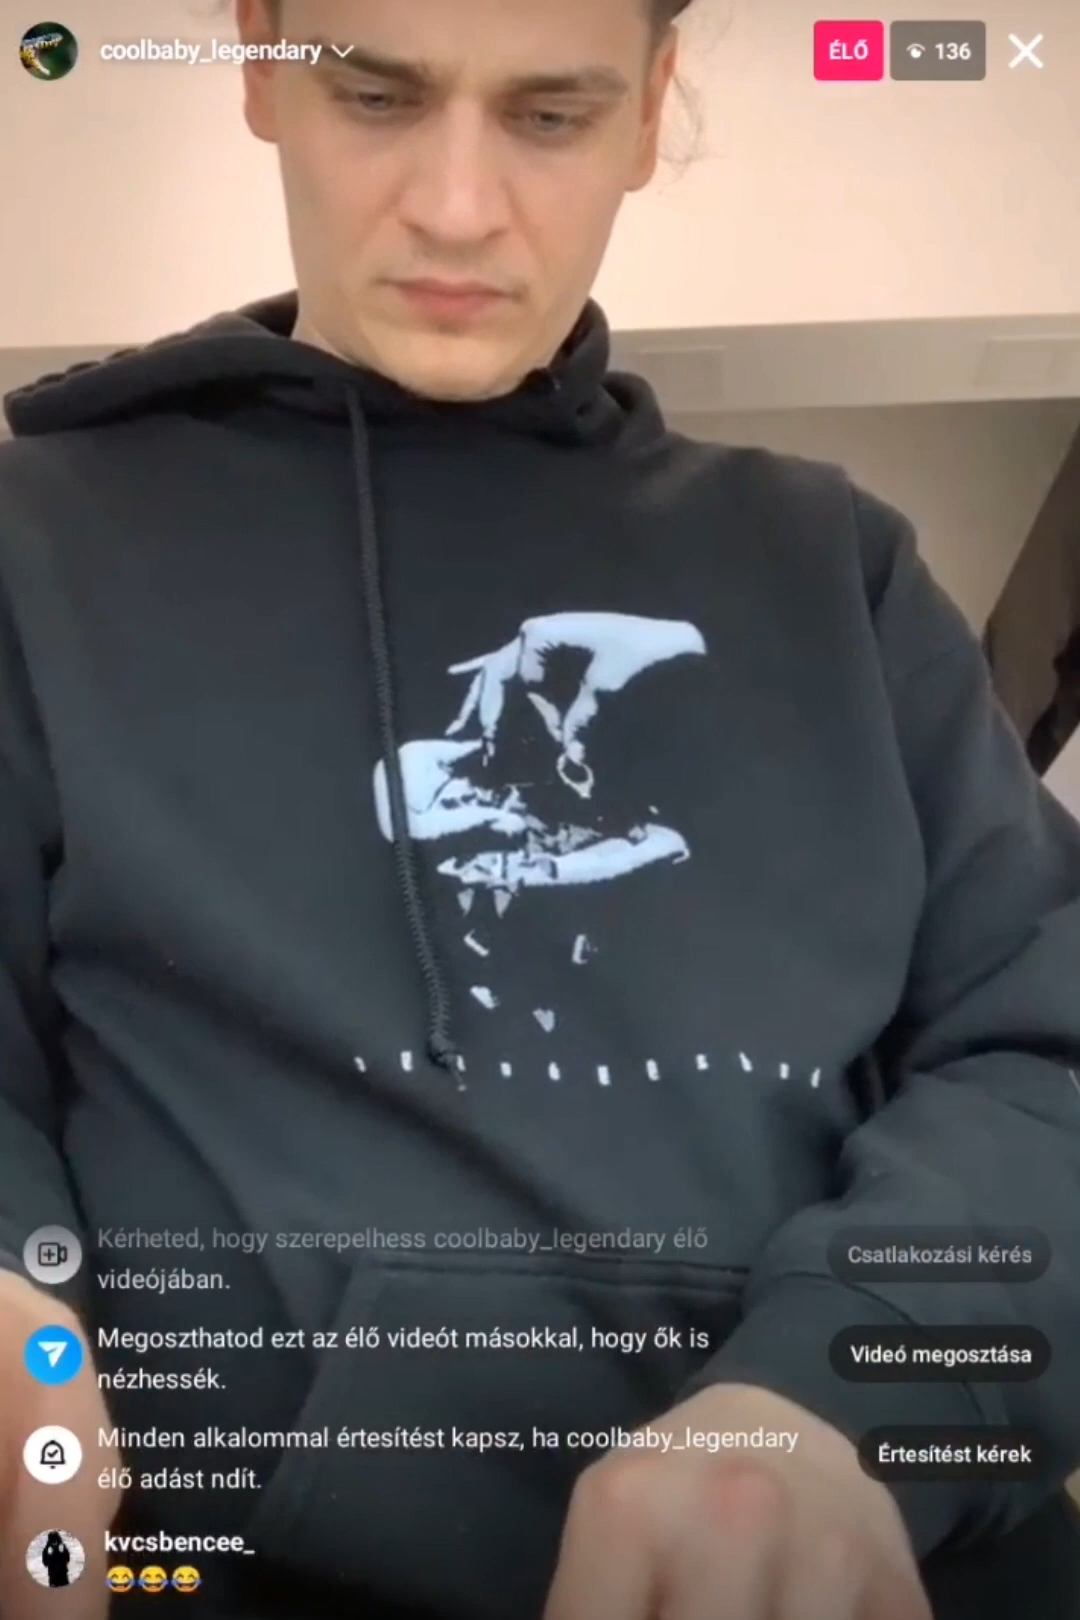 coolbaby_legendary
ÉLŐ
136
Kérheted, hogy szerepelhess coolbaby_legendary élő
videójában.
Csatlakozási kérés
Megoszthatod ezt az élő videót másokkal, hogy ők is
nézhessék.
Videó megosztása
Minden alkalommal értesítést kapsz, ha coolbaby_legendary
élő adást ndít.
Értesítést kérek
kvcsbencee_
😂😂😂